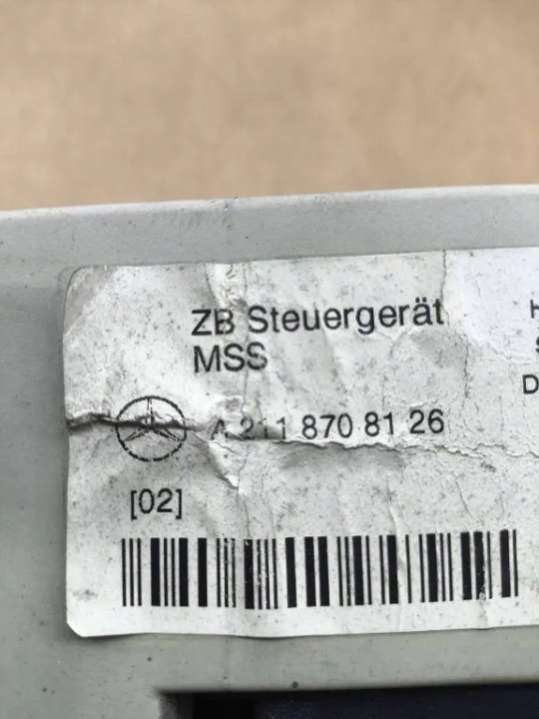 ZB Steuergerät
MSS
A 211 870 81 26
[02]
H
S
D